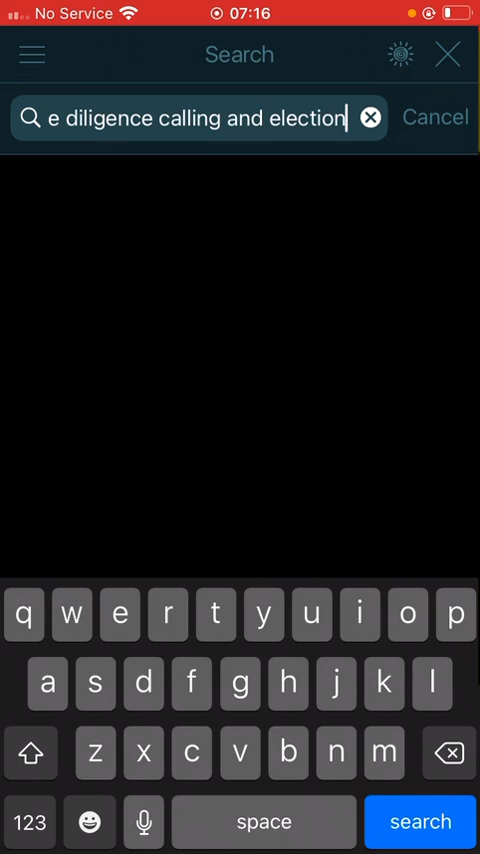 No Service 07:16
Search
e diligence calling and election Cancel
q w e r t y u i o p
a s d f g h j k l
z x c v b n m
123 space search